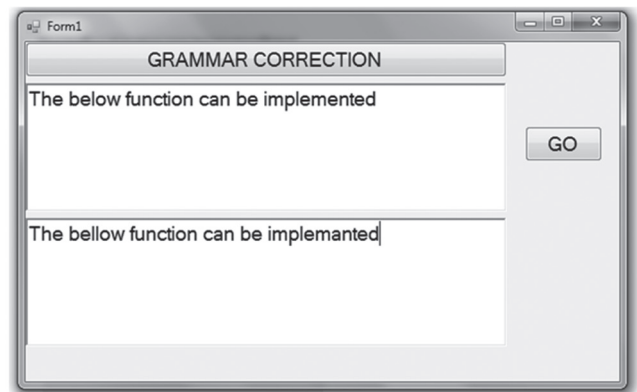 Form1
GRAMMAR CORRECTION
The below function can be implemented
GO
The bellow function can be implemanted